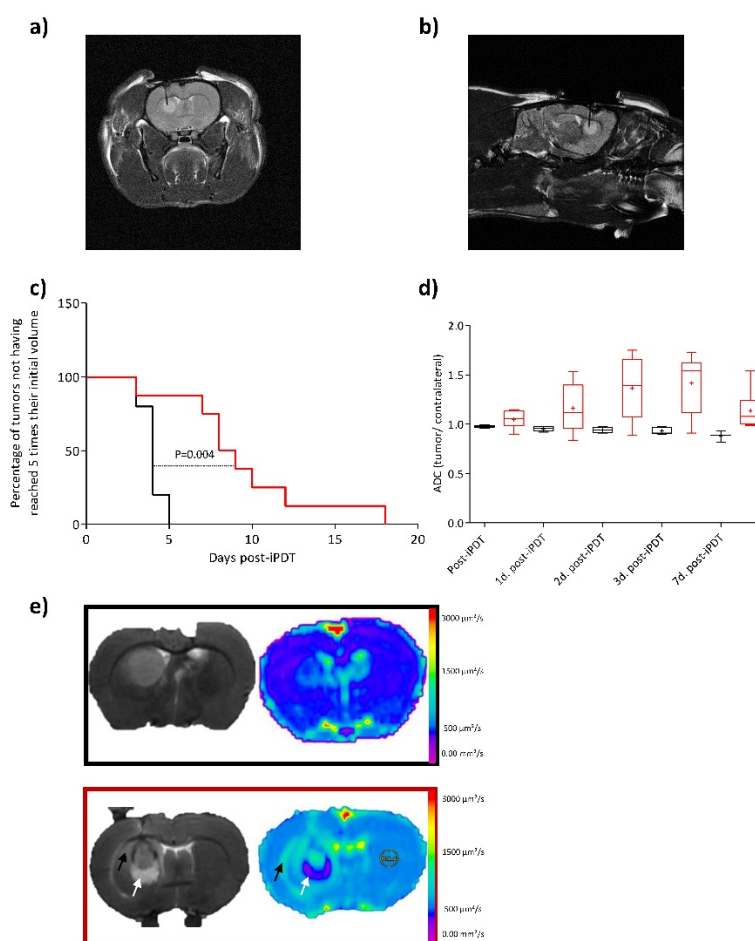 a)
b)
c)
d)
Percentage of tumors not having
reached 5 times their initial volume
150
100
50
0
P=0.004
0
5
10
15
20
Days post-iPDT
ADC (tumor/ contralateral)
2.0
1.5
1.0
0.5
0.0
Post-iPDT
1d. post-iPDT
2d. post-iPDT
3d. post-iPDT
7d. post-iPDT
e)
3000 µm²/s
1500 µm²/s
500 µm²/s
0.00 mm²/s
3000 µm²/s
1500 µm²/s
500 µm²/s
0.00 mm²/s